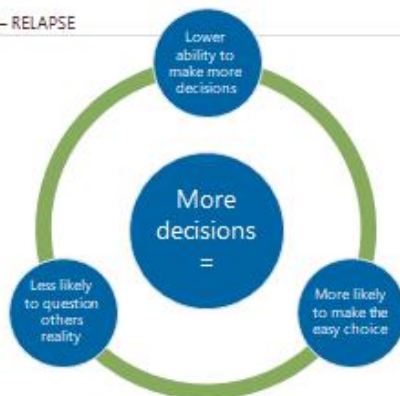 – RELAPSE
Lower
ability to
make more
decisions
More
decisions
=
Less likely
to question
others
reality
More likely
to make the
easy choice